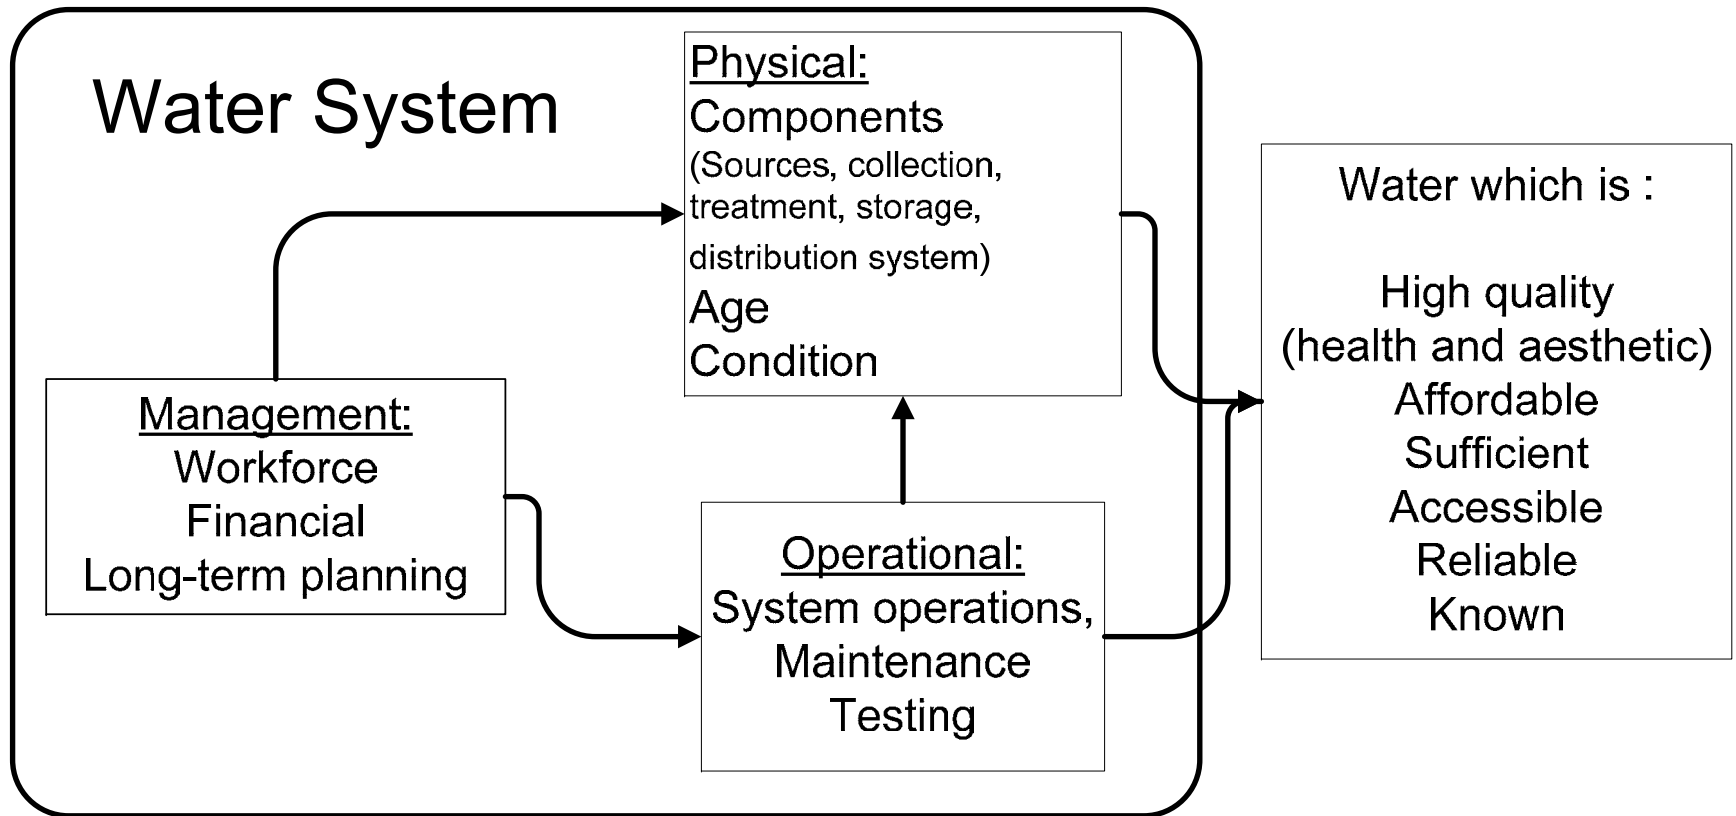 Water System
Physical:
Components
(Sources, collection,
treatment, storage,
distribution system)
Age
Condition
Management:
Workforce
Financial
Long-term planning
Operational:
System operations,
Maintenance
Testing
Water which is :
High quality
(health and aesthetic)
Affordable
Sufficient
Accessible
Reliable
Known